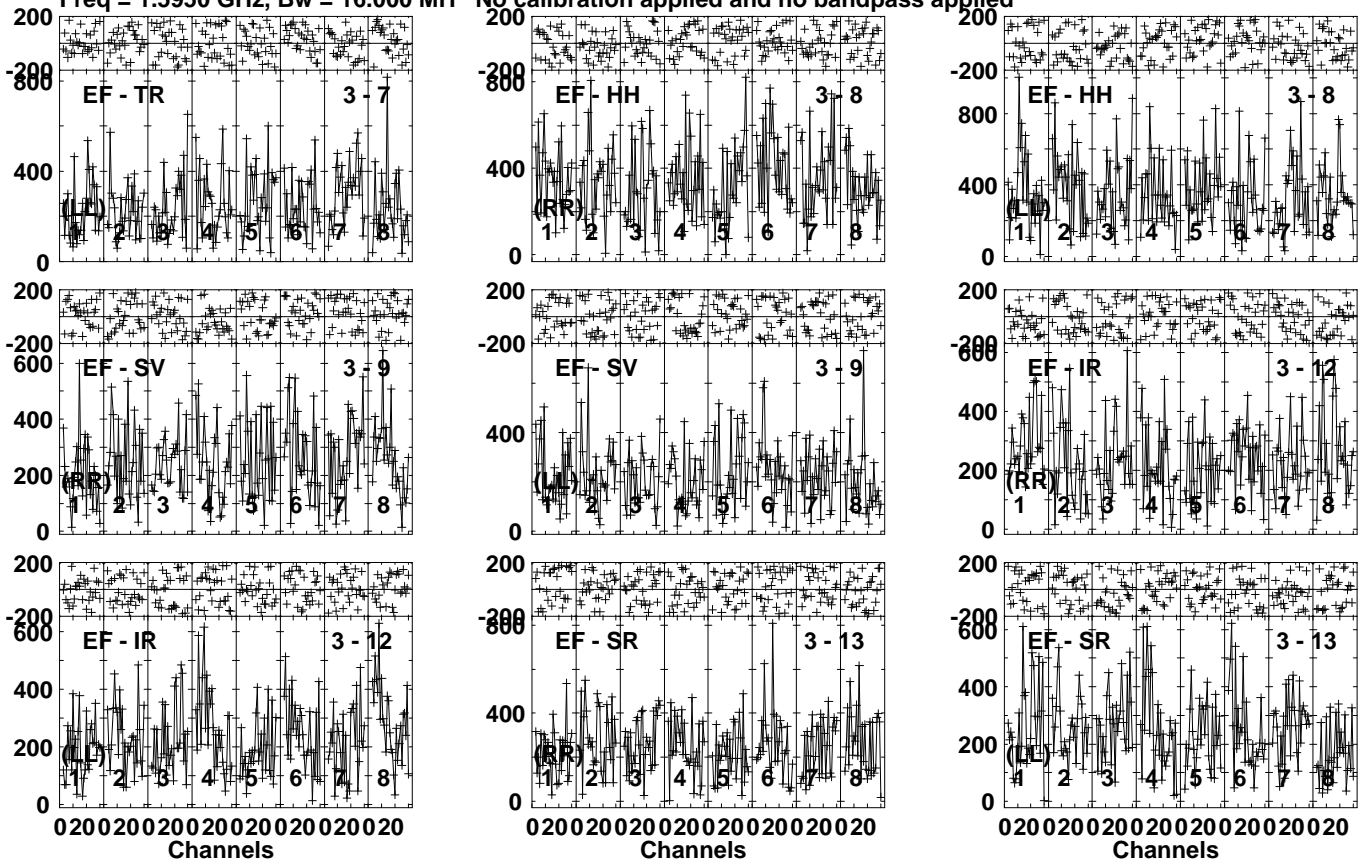 Freq = 1.5950 GHz, Bw = 16.000 MH No calibration applied and no bandpass applied
200 200 200
-200 -200 -200
800 800
EF - TR 3 - 7 EF - HH 3 - 8 EF - HH 3 - 8
800
400 400 400
(LL) (RR) (LL)
1 2 3 4 5 6 7 8 1 2 3 4 5 6 7 8 1 2 3 4 5 6 7 8
0 0 0
200 200 200
-200 -200 -200
600 600
EF - SV 3 - 9 EF - SV 3 - 9 EF - IR 3 - 12
400 400 400
200 200
(RR) (LL) (RR)
1 2 3 4 5 6 7 8 1 2 3 4 5 6 7 8 1 2 3 4 5 6 7 8
0 0 0
200 200 200
-200 -200 -200
600 800 600
EF - IR 3 - 12 EF - SR 3 - 13 EF - SR 3 - 13
400 400 400
200 200
(LL) (RR) (LL)
1 2 3 4 5 6 7 8 1 2 3 4 5 6 7 8 1 2 3 4 5 6 7 8
0 0 0
0 20 0 20 0 20 0 20 0 20 0 20 0 20 0 20 0 20 0 20 0 20 0 20 0 20 0 20 0 20 0 20 0 20 0 20 0 20 0 20 0 20 0 20 0 20 0 20
Channels Channels Channels